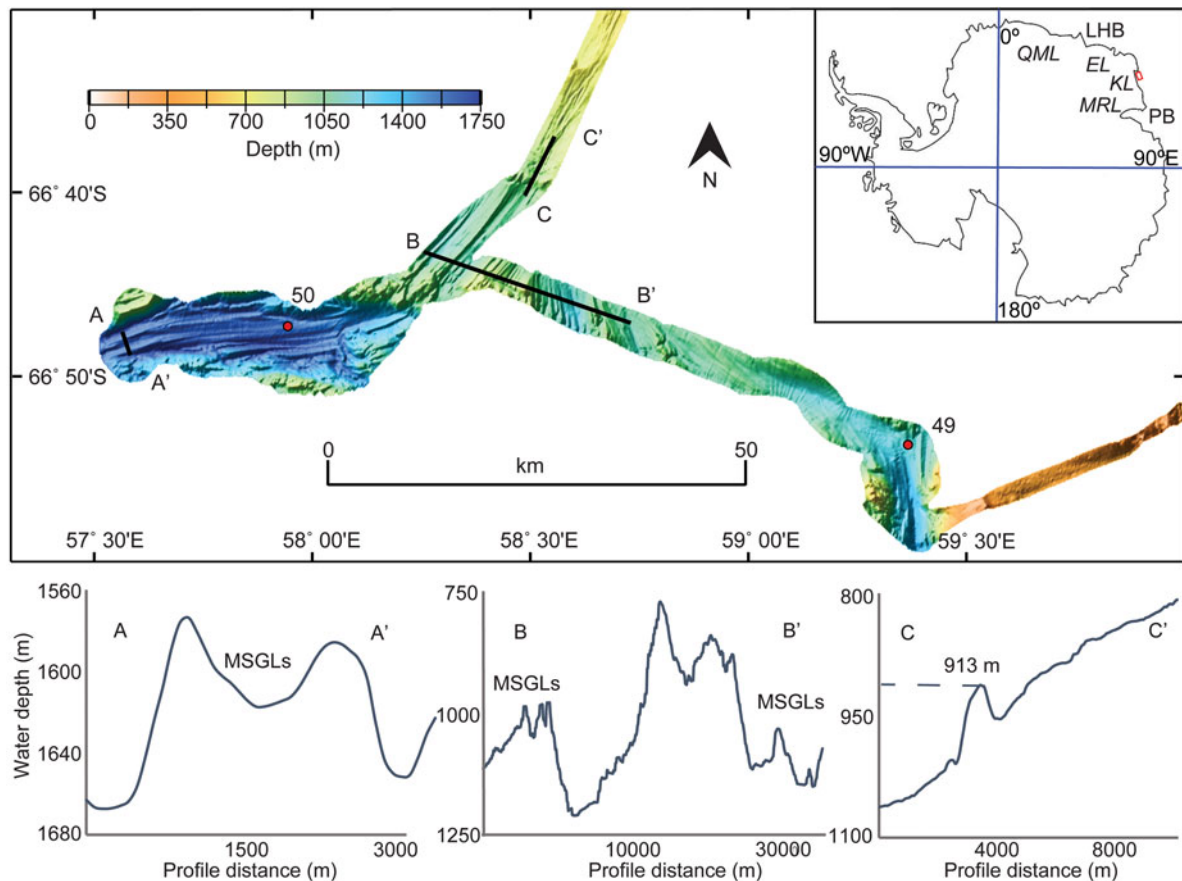 0 350 700 1050 1400 1750
Depth (m)
N
C'
C
B
B'
50
A
A'
49
66° 40'S
66° 50'S
0 50
km
57° 30'E 58° 00'E 58° 30'E 59° 00'E 59° 30'E
0° LHB
QML
EL
KL
MRL
PB
90°W 90°E
180°
Water depth (m)
1560
1600
1640
1680
A A'
MSGLs
1500 3000
Profile distance (m)
750
1000
1250
B B'
MSGLs
MSGLs
10000 30000
Profile distance (m)
800
950
1100
C C'
913 m
4000 8000
Profile distance (m)